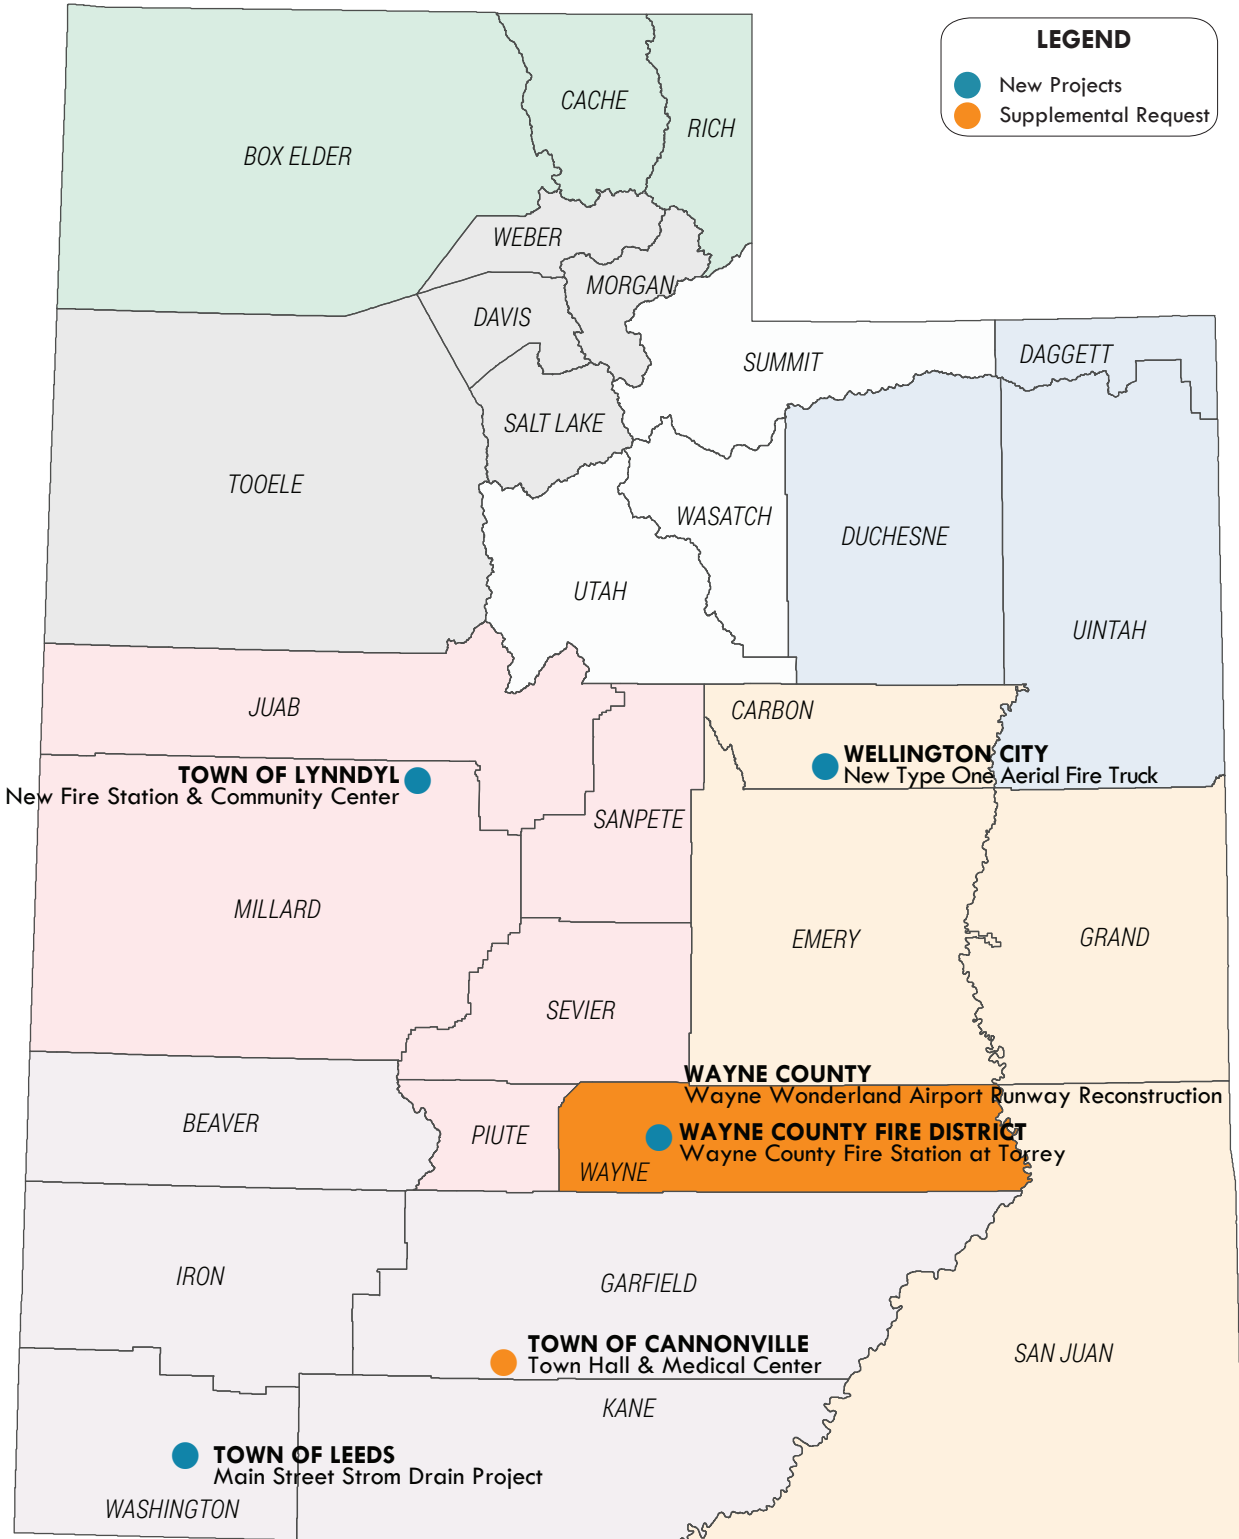 LEGEND
New Projects
Supplemental Request
CACHE
RICH
BOX ELDER
WEBER
MORGAN
DAVIS
SUMMIT
DAGGETT
SALT LAKE
TOOELE
WASATCH
DUCHESNE
UTAH
UINTAH
JUAB
CARBON
WELLINGTON CITY
New Type One Aerial Fire Truck
TOWN OF LYNNDYL
New Fire Station & Community Center
SANPETE
MILLARD
EMERY
GRAND
SEVIER
WAYNE COUNTY
Wayne Wonderland Airport Runway Reconstruction
BEAVER
PIUTE
WAYNE COUNTY FIRE DISTRICT
Wayne County Fire Station at Torrey
WAYNE
IRON
GARFIELD
TOWN OF CANNONVILLE
Town Hall & Medical Center
SAN JUAN
KANE
TOWN OF LEEDS
Main Street Strom Drain Project
WASHINGTON